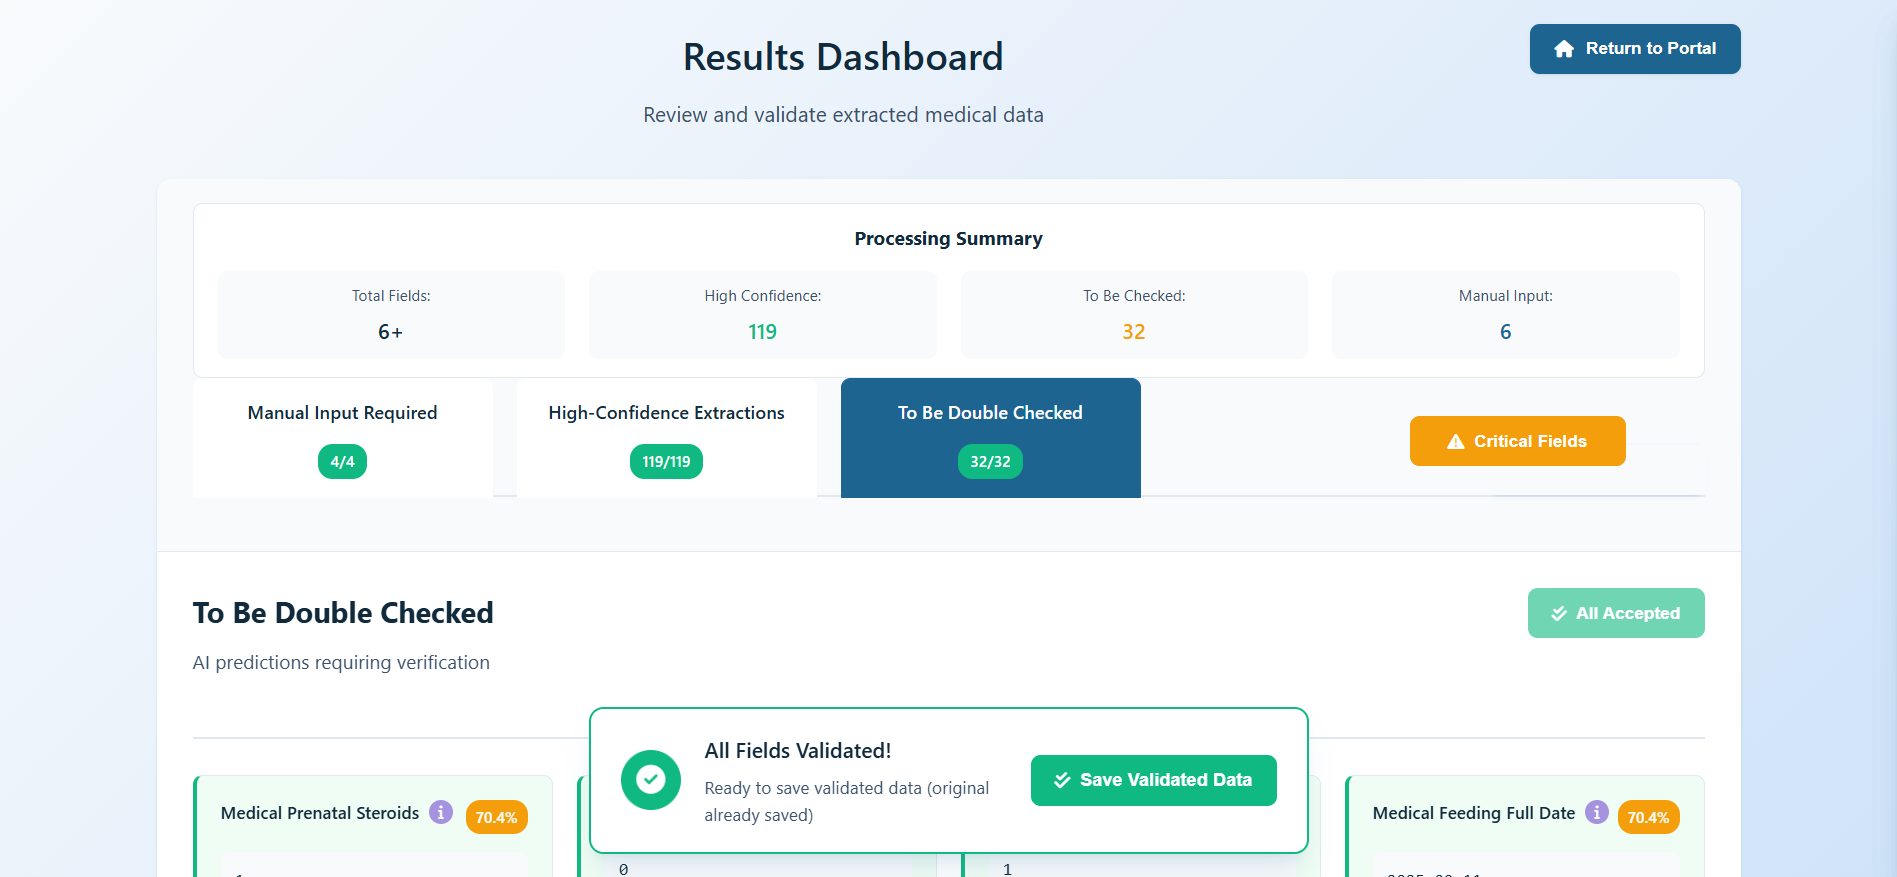 Results Dashboard
Return to Portal
Review and validate extracted medical data
Processing Summary
Total Fields:
6+
High Confidence:
119
To Be Checked:
32
Manual Input:
6
Manual Input Required
4/4
High-Confidence Extractions
119/119
To Be Double Checked
32/32
Critical Fields
To Be Double Checked
All Accepted
AI predictions requiring verification
All Fields Validated!
Ready to save validated data (original
already saved)
Save Validated Data
Medical Prenatal Steroids
70.4%
0
1
Medical Feeding Full Date
70.4%